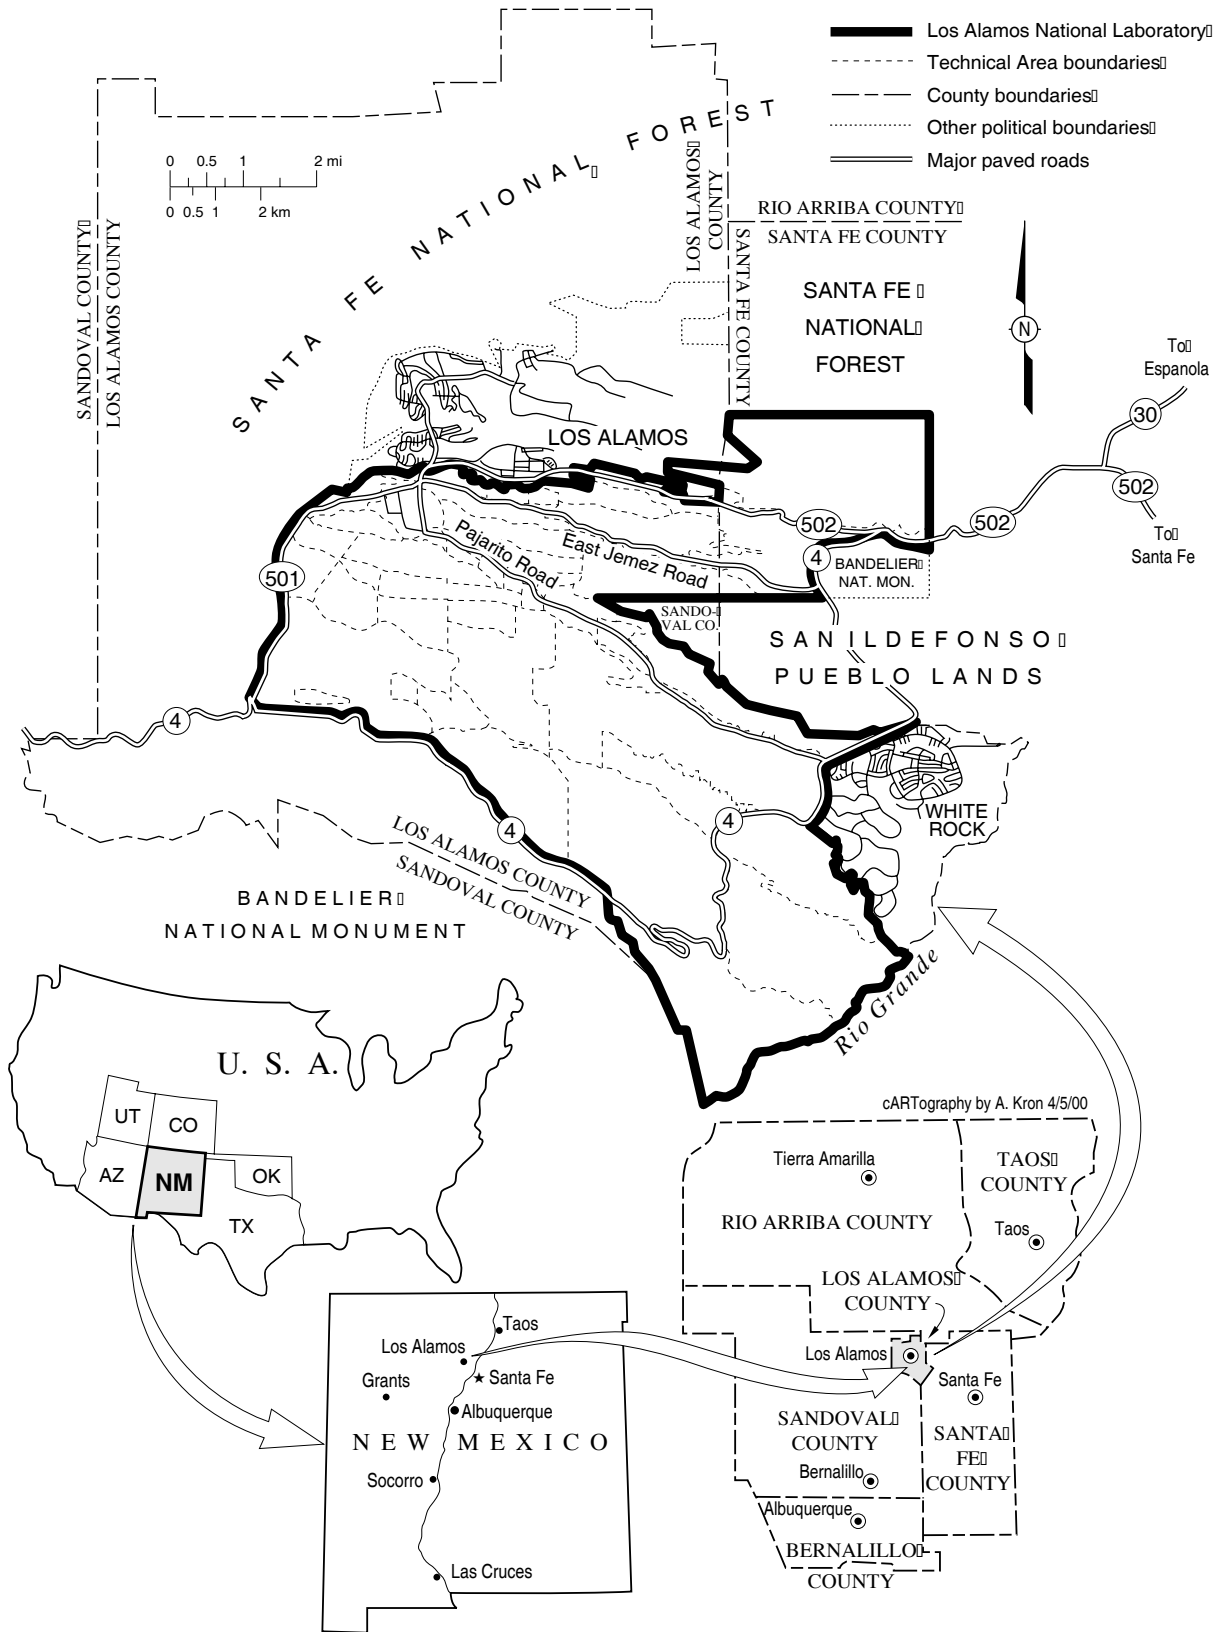 Los Alamos National Laboratory
Technical Area boundaries
County boundaries
Other political boundaries
Major paved roads
0 0.5 1 2 mi
0 0.5 1 2 km
SANTA FE NATIONAL FOREST
SANDOVAL COUNTY
LOS ALAMOS COUNTY
LOS ALAMOS
COUNTY
SANTA FE COUNTY
RIO ARRIBA COUNTY
SANTA FE COUNTY
SANTA FE
NATIONAL
FOREST
N
To
Espanola
30
502
To
Santa Fe
LOS ALAMOS
502
502
4
BANDELIER
NAT. MON.
East Jemez Road
Pajarito Road
501
SANDO-
VAL CO.
SAN ILDEFONSO
PUEBLO LANDS
4
4
4
WHITE
ROCK
LOS ALAMOS COUNTY
SANDOVAL COUNTY
BANDELIER
NATIONAL MONUMENT
Rio Grande
U. S. A.
UT
CO
AZ
NM
OK
TX
cARTography by A. Kron 4/5/00
Tierra Amarilla
TAOS
COUNTY
RIO ARRIBA COUNTY
Taos
LOS ALAMOS
COUNTY
Los Alamos
Santa Fe
SANDOVAL
COUNTY
SANTA
FE
COUNTY
Bernalillo
Albuquerque
BERNALILLO
COUNTY
Taos
Los Alamos
Santa Fe
Grants
Albuquerque
NEW MEXICO
Socorro
Las Cruces